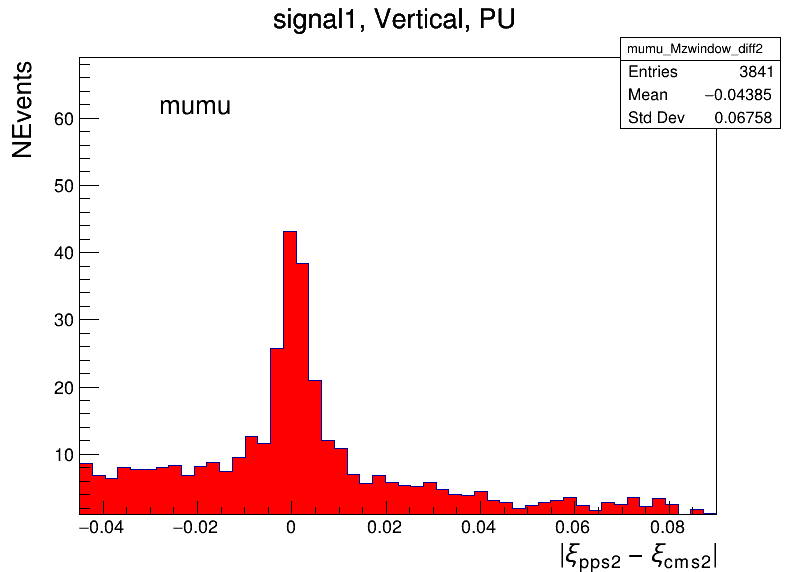 signal1, Vertical, PU
mumu_Mzwindow_diff2
Entries 3841
Mean −0.04385
Std Dev 0.06758
NEvents
mumu
60
50
40
30
20
10
−0.04 −0.02 0 0.02 0.04 0.06 0.08
|ξpps2 − ξcms2|